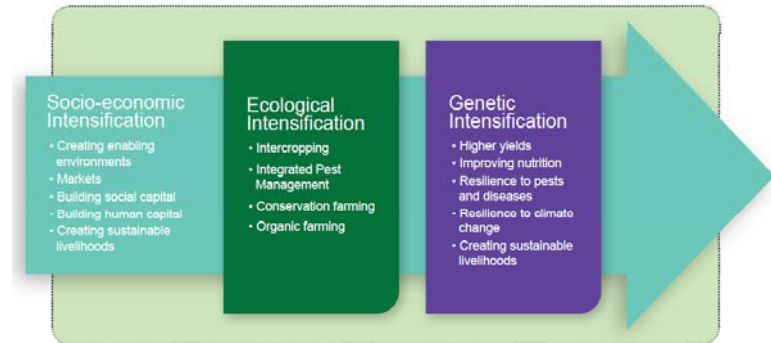 Socio-economic
Intensification
• Creating enabling
environments
• Markets
• Building social capital
• Building human capital
• Creating sustainable
livelihoods
Ecological
Intensification
• Intercropping
• Integrated Pest
Management
• Conservation farming
• Organic farming
Genetic
Intensification
• Higher yields
• Improving nutrition
• Resilience to pests
and diseases
• Resilience to climate
change
• Creating sustainable
livelihoods